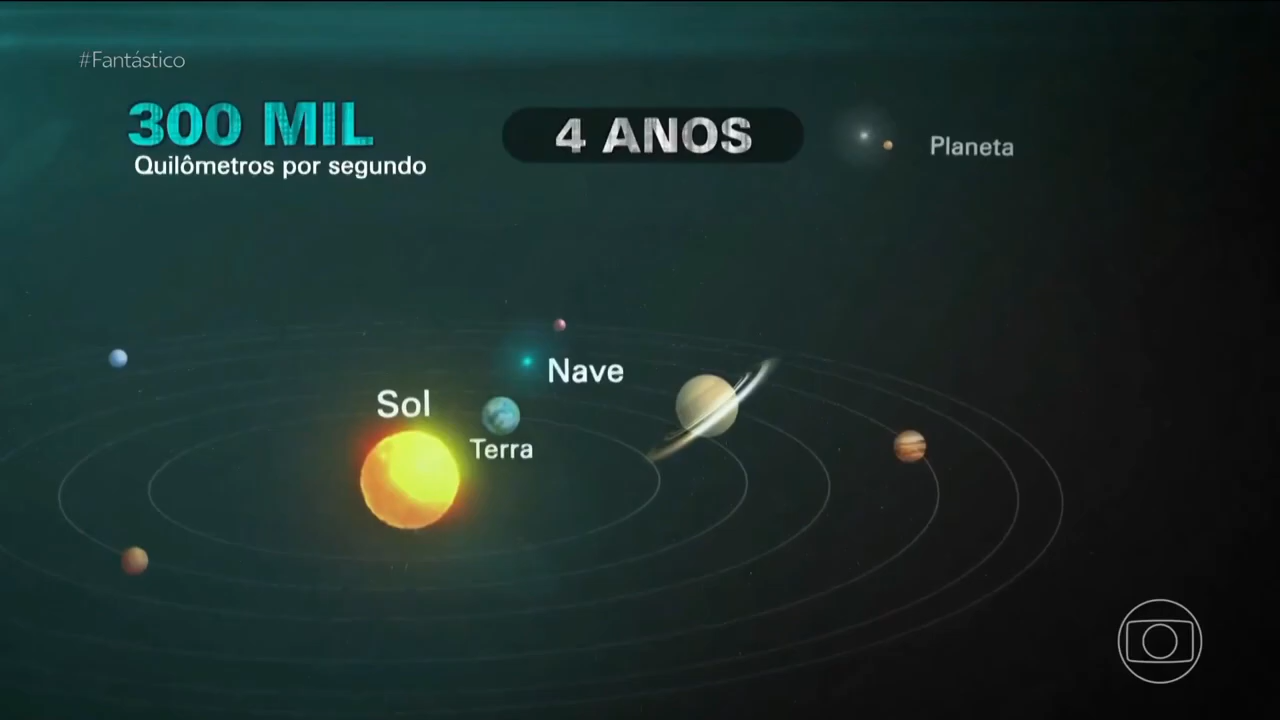 #Fantástico
300 MIL
Quilômetros por segundo
4 ANOS
Planeta
Nave
Sol
Terra